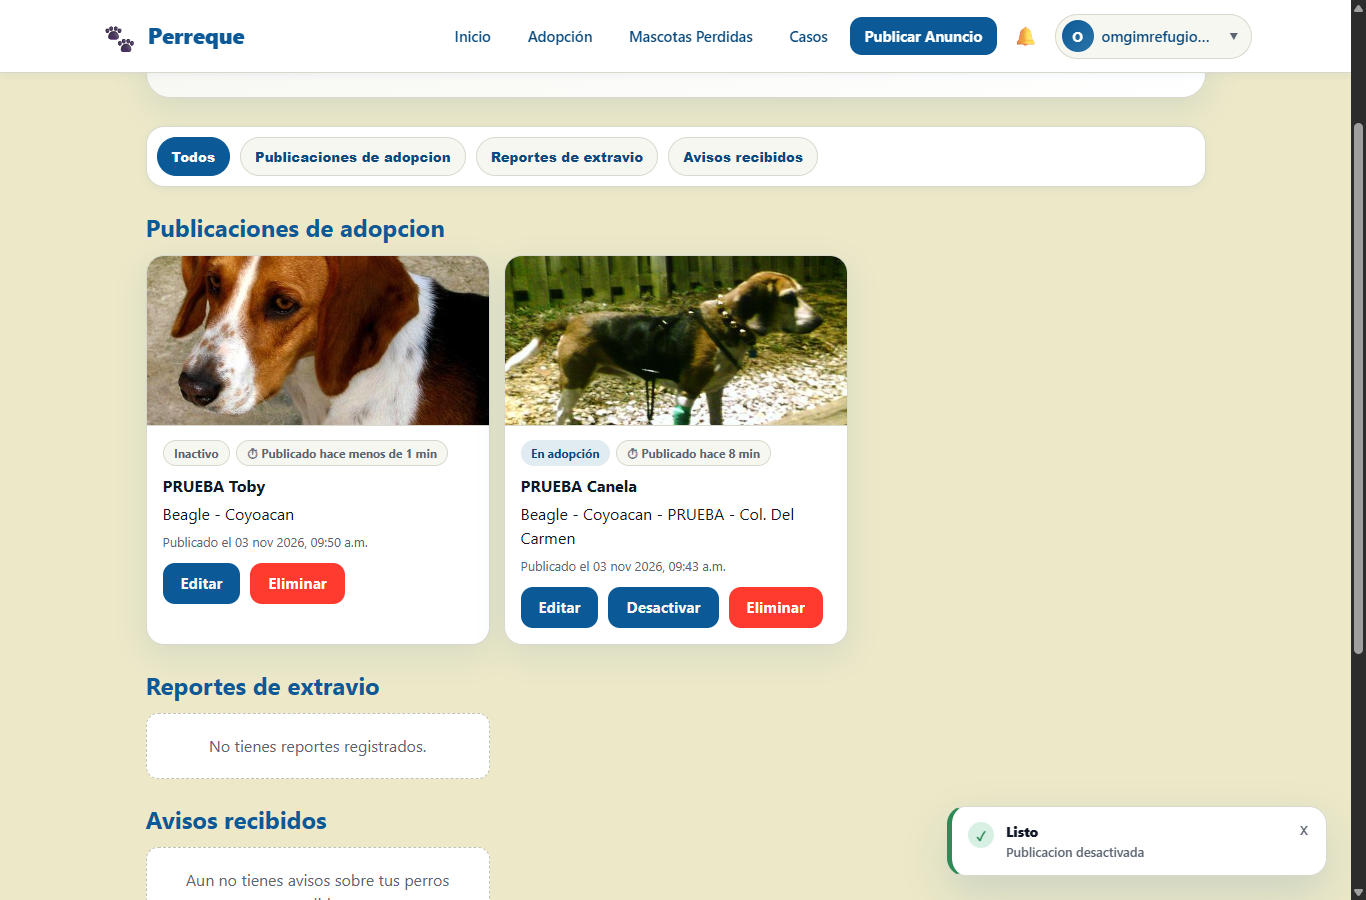 Perreque
Inicio
Adopción
Mascotas Perdidas
Casos
Publicar Anuncio
O
omgimrefugio...
Todos
Publicaciones de adopcion
Reportes de extravio
Avisos recibidos
Publicaciones de adopcion
Inactivo
Publicado hace menos de 1 min
PRUEBA Toby
Beagle - Coyoacan
Publicado el 03 nov 2026, 09:50 a.m.
Editar
Eliminar
En adopción
Publicado hace 8 min
PRUEBA Canela
Beagle - Coyoacan - PRUEBA - Col. Del
Carmen
Publicado el 03 nov 2026, 09:43 a.m.
Editar
Desactivar
Eliminar
Reportes de extravio
No tienes reportes registrados.
Avisos recibidos
Aun no tienes avisos sobre tus perros
Listo
X
Publicacion desactivada